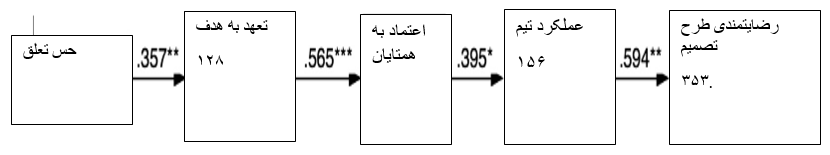 حس تعلق
.357**
تعهد به هدف
۱۲۸
.565***
اعتماد به
همتایان
.395*
عملکرد تیم
۱۵۶
.594**
رضایتمندی طرح
تصمیم
۳۵۳.